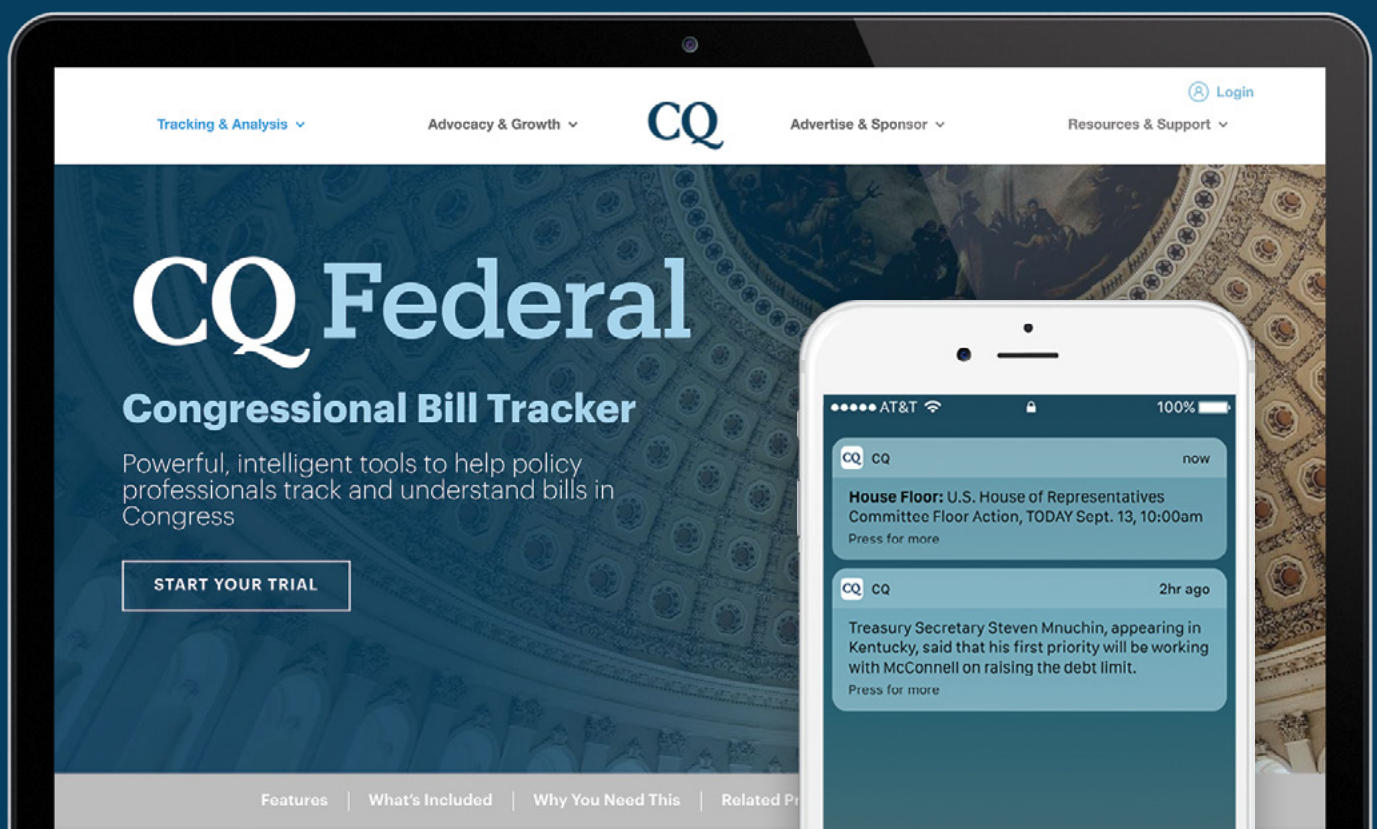 Login
Tracking & Analysis
Advocacy & Growth
CQ
Advertise & Sponsor
Resources & Support
CQ Federal
Congressional Bill Tracker
Powerful, intelligent tools to help policy
professionals track and understand bills in
Congress
START YOUR TRIAL
AT&T
100%
CQ CQ
now
House Floor: U.S. House of Representatives
Committee Floor Action, TODAY Sept. 13, 10:00am
Press for more
CQ CQ
2hr ago
Treasury Secretary Steven Mnuchin, appearing in
Kentucky, said that his first priority will be working
with McConnell on raising the debt limit.
Press for more
Features | What's Included | Why You Need This | Related